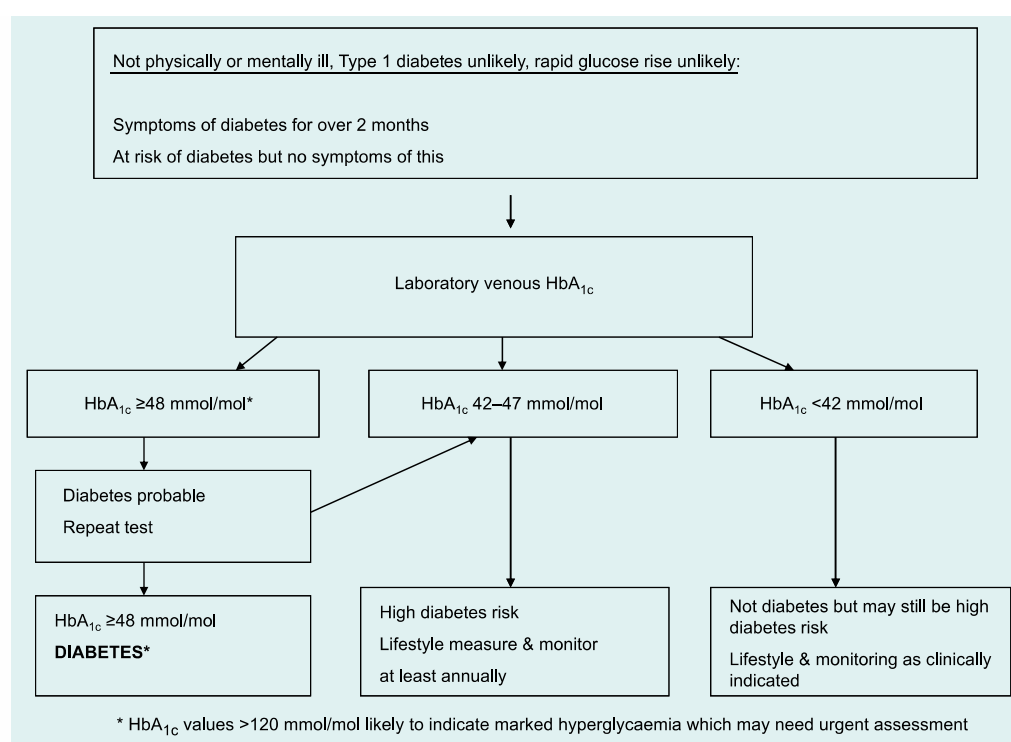 Not physically or mentally ill, Type 1 diabetes unlikely, rapid glucose rise unlikely:
Symptoms of diabetes for over 2 months
At risk of diabetes but no symptoms of this
Laboratory venous HbA1c
HbA1c ≥48 mmol/mol*
HbA1c 42–47 mmol/mol
HbA1c <42 mmol/mol
Diabetes probable
Repeat test
HbA1c ≥48 mmol/mol
DIABETES*
High diabetes risk
Lifestyle measure & monitor
at least annually
Not diabetes but may still be high
diabetes risk
Lifestyle & monitoring as clinically
indicated
* HbA1c values >120 mmol/mol likely to indicate marked hyperglycaemia which may need urgent assessment